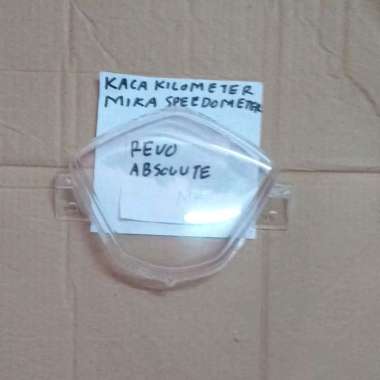 KACA KILOMETER
MIKA SPEEDOMETER
REVO
ABSOLUTE